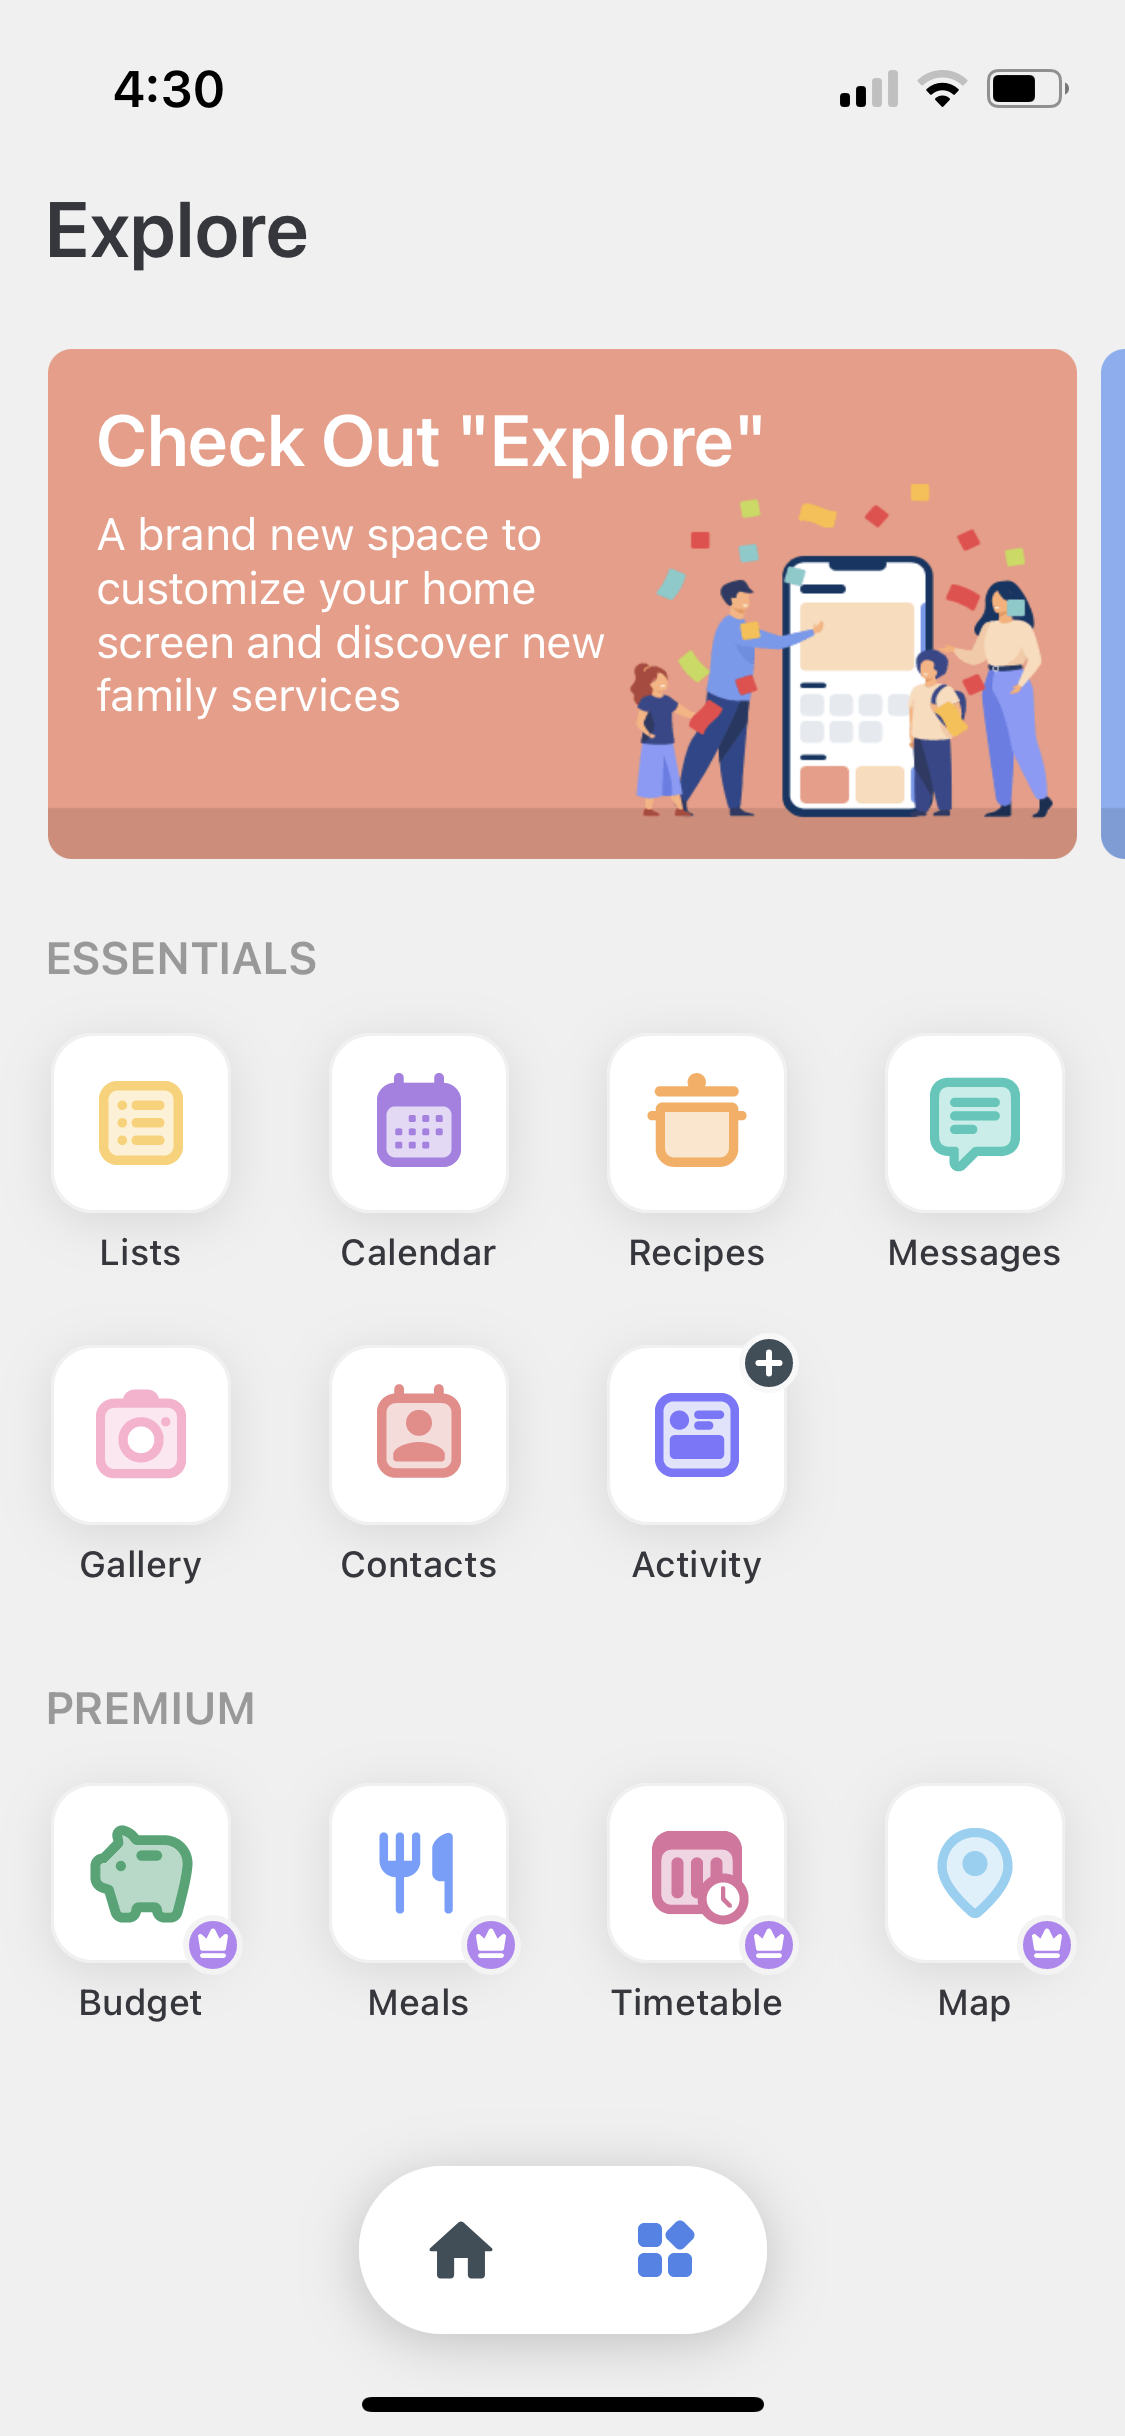 4:30
Explore
Check Out "Explore"
A brand new space to
customize your home
screen and discover new
family services
ESSENTIALS
Lists
Calendar
Recipes
Messages
Gallery
Contacts
Activity
PREMIUM
Budget
Meals
Timetable
Map